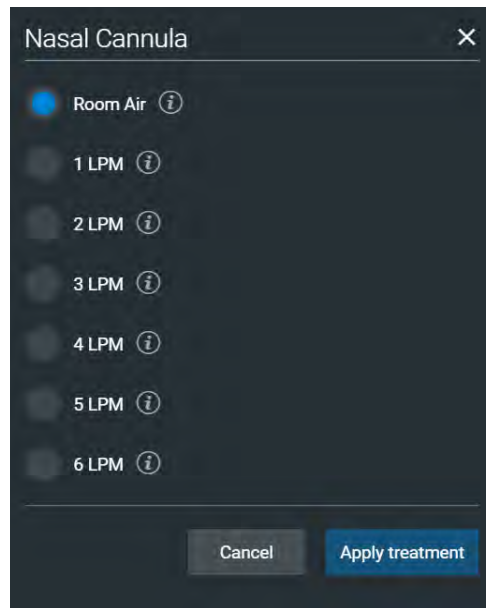 Nasal Cannula
Room Air
1 LPM
2 LPM
3 LPM
4 LPM
5 LPM
6 LPM
Cancel Apply treatment